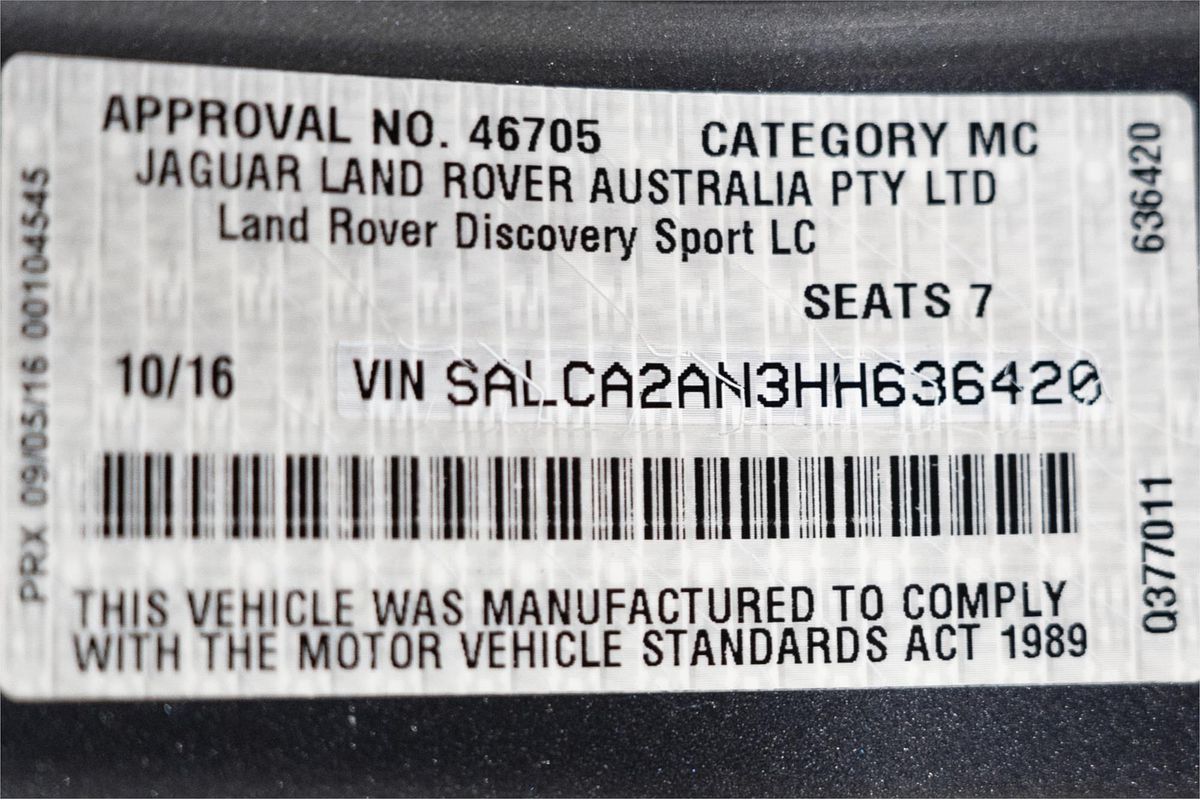 APPROVAL NO. 46705 CATEGORY MC
JAGUAR LAND ROVER AUSTRALIA PTY LTD
Land Rover Discovery Sport LC
SEATS 7
10/16 VIN SALCA2AN3HH636420
THIS VEHICLE WAS MANUFACTURED TO COMPLY
WITH THE MOTOR VEHICLE STANDARDS ACT 1989
PRX 09/05/16 00104545
636420
Q377011